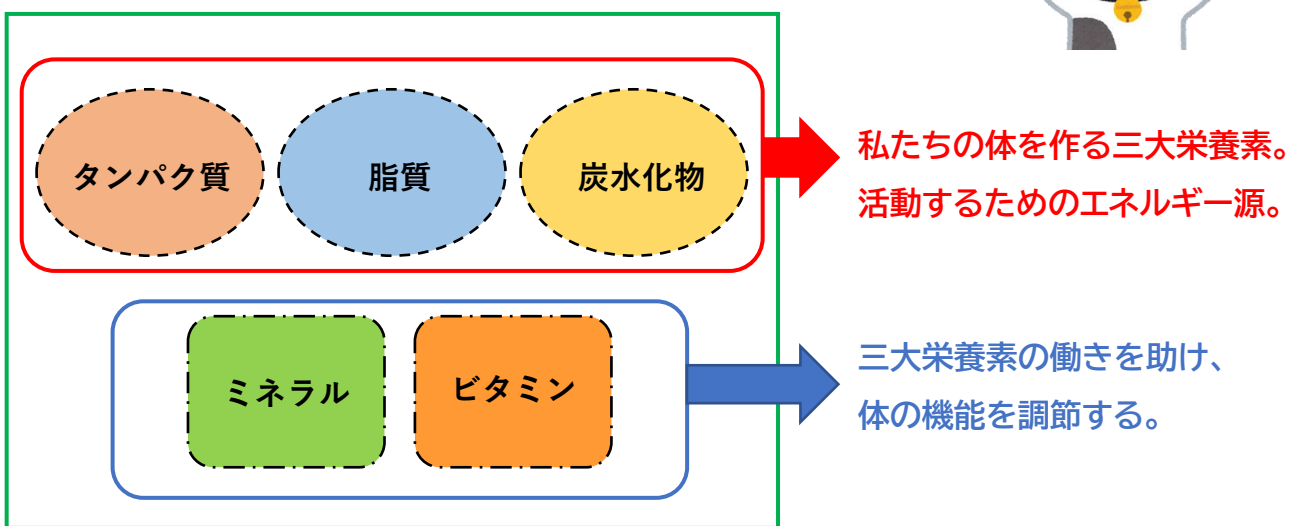 タンパク質
脂質
炭水化物
私たちの体を作る三大栄養素。
活動するためのエネルギー源。
ミネラル
ビタミン
三大栄養素の働きを助け、
体の機能を調節する。